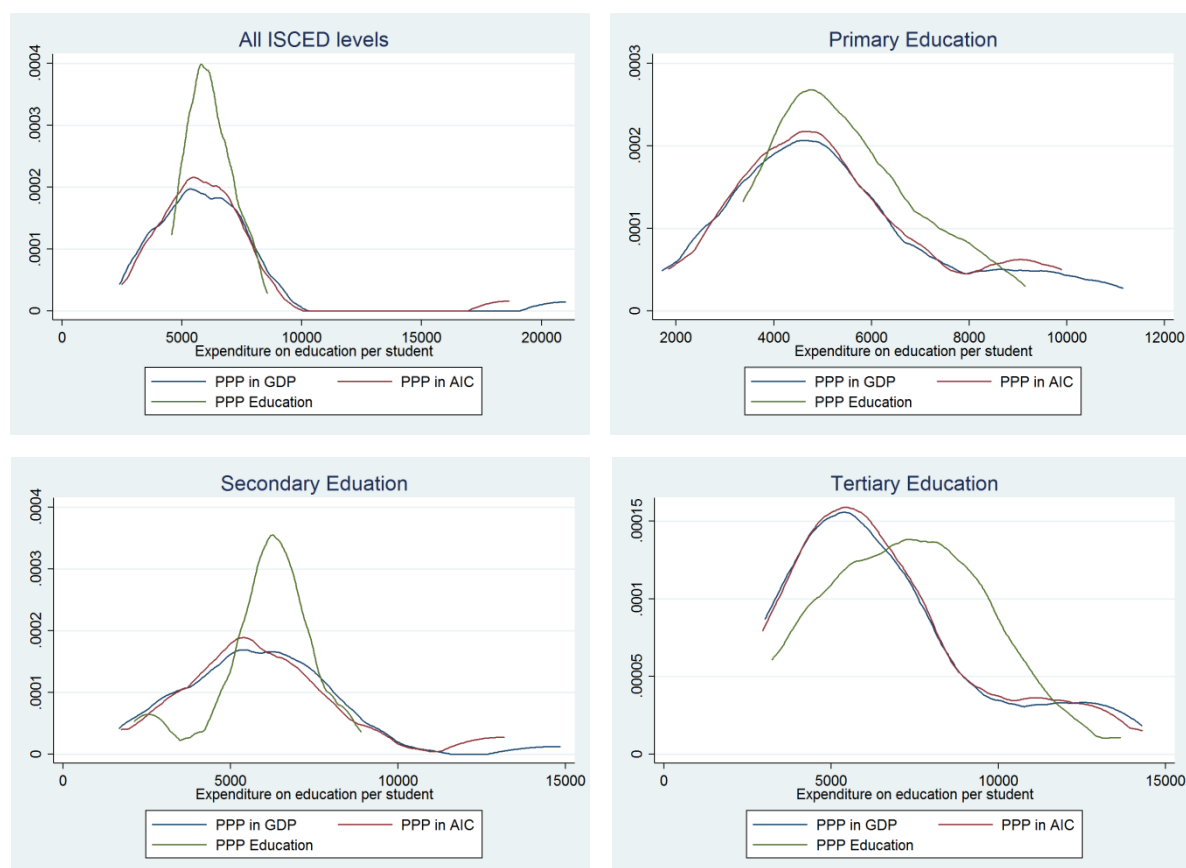 All ISCED levels
.0004
.0003
.0002
.0001
0
0 5000 10000 15000 20000
Expenditure on education per student
PPP in GDP PPP in AIC
PPP Education
Primary Education
.0003
.0002
.0001
0
2000 4000 6000 8000 10000 12000
Expenditure on education per student
PPP in GDP PPP in AIC
PPP Education
Secondary Eduation
.0004
.0003
.0002
.0001
0
0 5000 10000 15000
Expenditure on education per student
PPP in GDP PPP in AIC
PPP Education
Tertiary Education
.00015
.0001
.00005
0
0 5000 10000 15000
Expenditure on education per student
PPP in GDP PPP in AIC
PPP Education